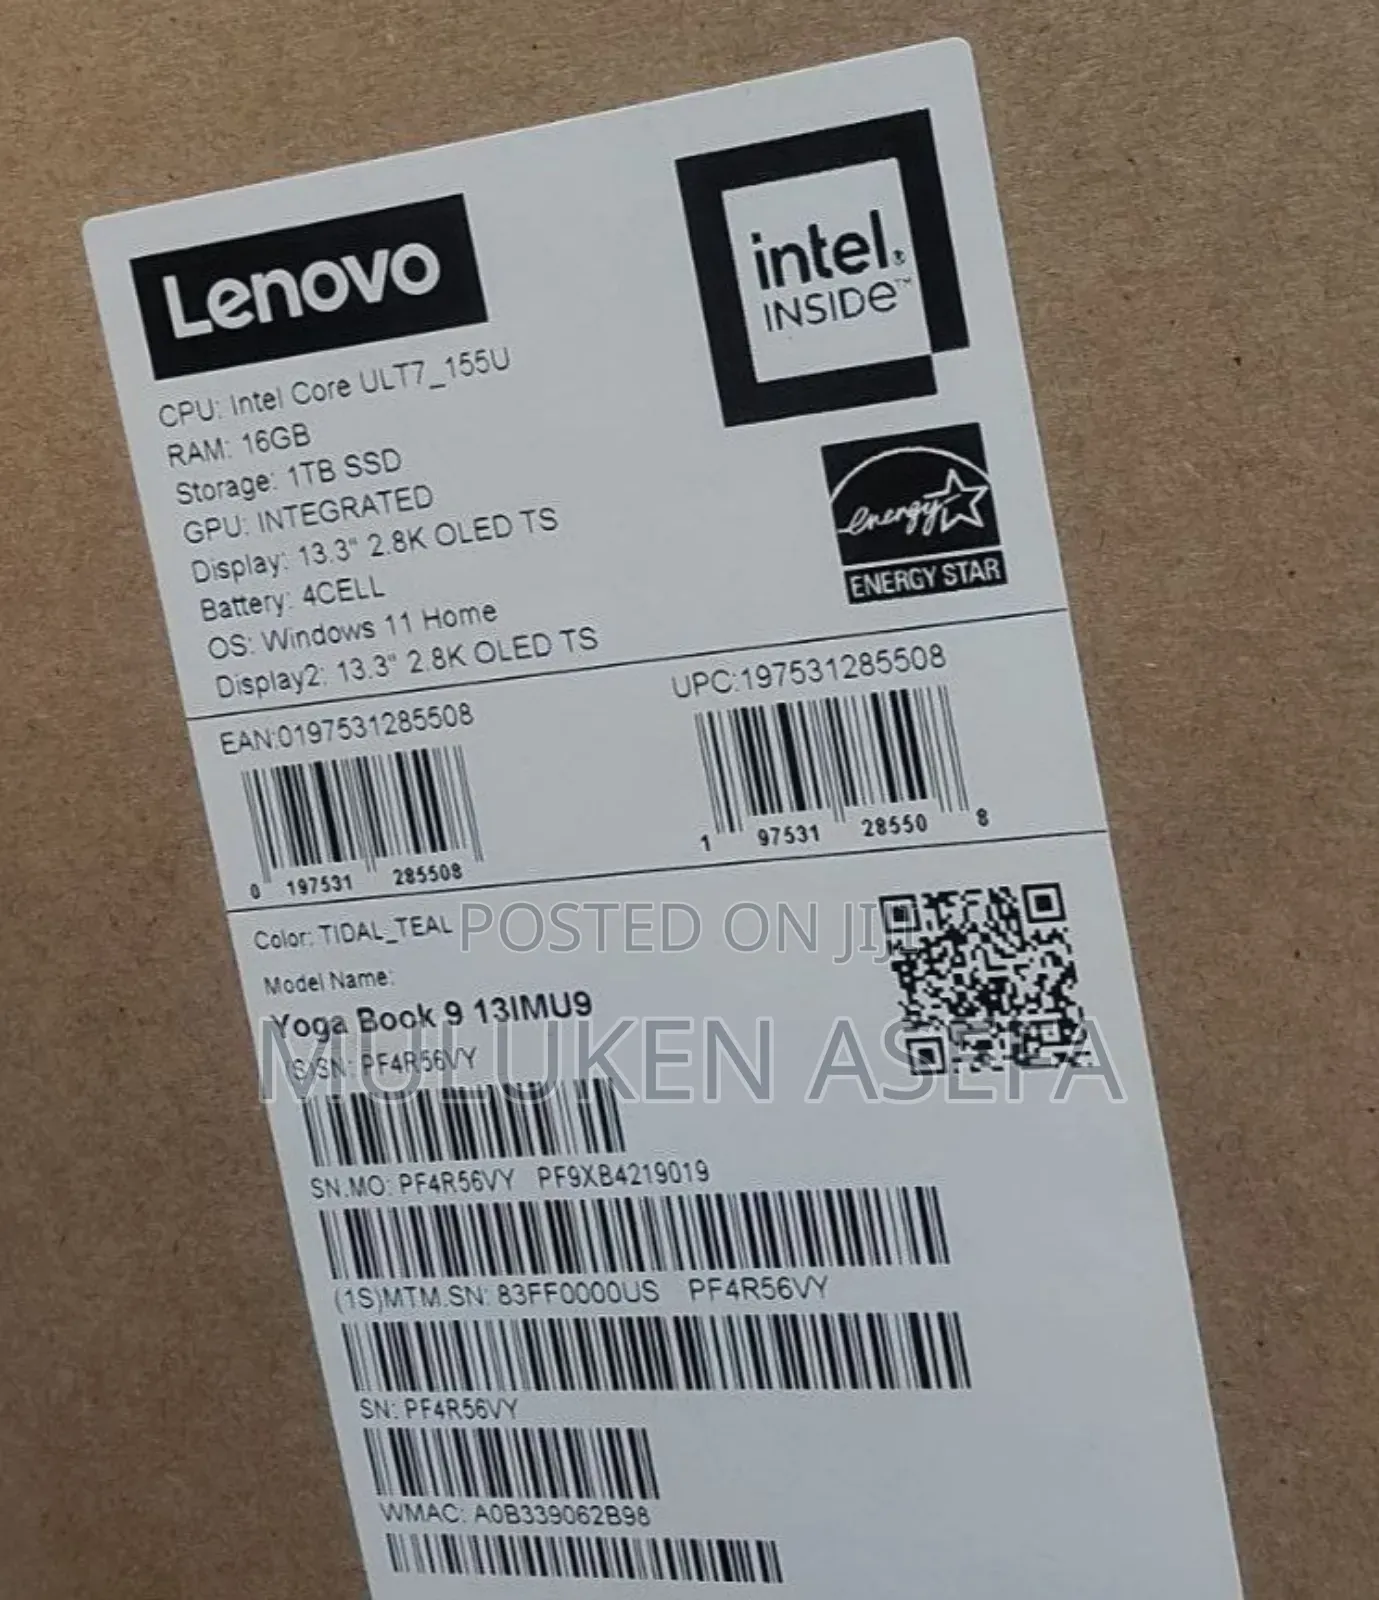 Lenovo
intel.
INSIDE™
CPU: Intel Core ULT7_155U
RAM: 16GB
Storage: 1TB SSD
GPU: INTEGRATED
Display: 13.3" 2.8K OLED TS
Battery: 4CELL
OS: Windows 11 Home
Display2: 13.3" 2.8K OLED TS
energy
ENERGY STAR
EAN:0197531285508
0 197531 285508
UPC:197531285508
1 97531 28550 8
Color: TIDAL_TEAL
POSTED ON JIJI
Model Name:
Yoga Book 9 13IMU9
MULUKEN ASEFA
(S)SN: PF4R56VY
SN.MO: PF4R56VY PF9XB4219019
(1S)MTM.SN: 83FF0000US PF4R56VY
SN: PF4R56VY
WMAC: A0B339062B98